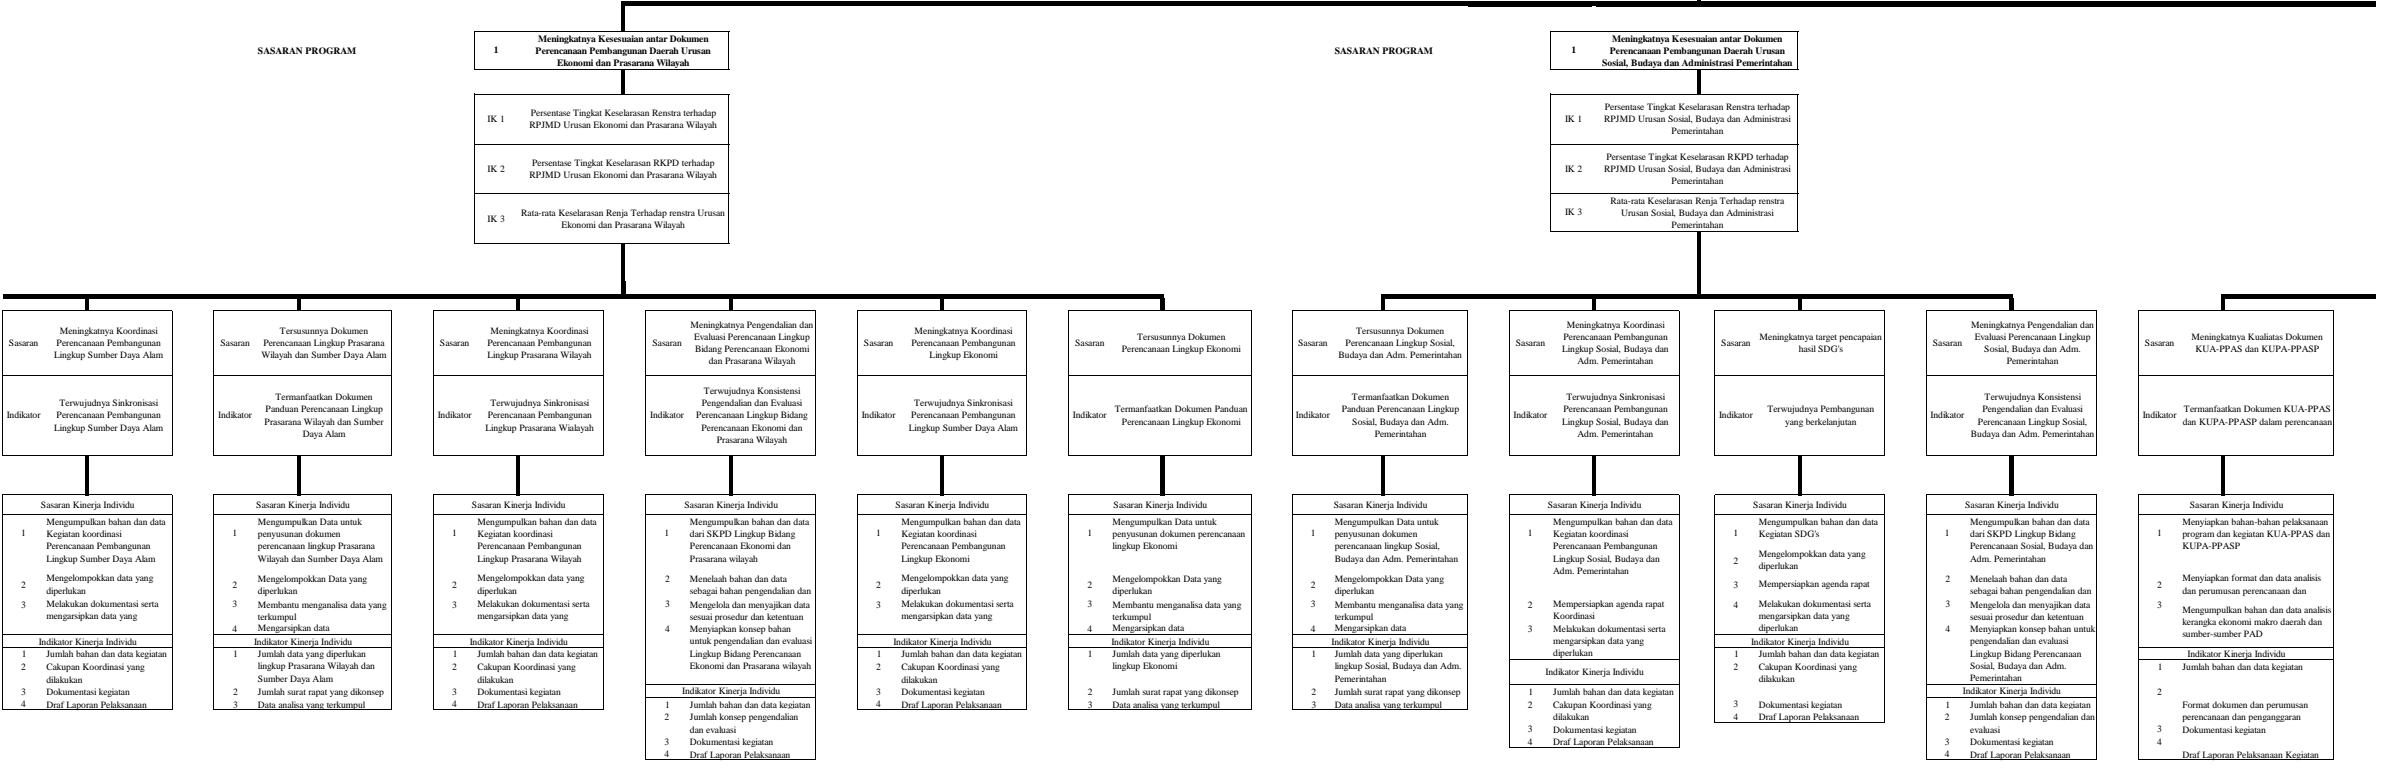 SASARAN PROGRAM
1
Meningkatnya Kesesuaian antar Dokumen
Perencanaan Pembangunan Daerah Urusan
Ekonomi dan Prasarana Wilayah
IK 1
Persentase Tingkat Keselarasan Renstra terhadap
RPJMD Urusan Ekonomi dan Prasarana Wilayah
IK 2
Persentase Tingkat Keselarasan RKPD terhadap
RPJMD Urusan Ekonomi dan Prasarana Wilayah
IK 3
Rata-rata Keselarasan Renja Terhadap renstra Urusan
Ekonomi dan Prasarana Wilayah
SASARAN PROGRAM
1
Meningkatnya Kesesuaian antar Dokumen
Perencanaan Pembangunan Daerah Urusan
Sosial, Budaya dan Administrasi Pemerintahan
IK 1
Persentase Tingkat Keselarasan Renstra terhadap
RPJMD Urusan Sosial, Budaya dan Administrasi
Pemerintahan
IK 2
Persentase Tingkat Keselarasan RKPD terhadap
RPJMD Urusan Sosial, Budaya dan Administrasi
Pemerintahan
IK 3
Rata-rata Keselarasan Renja Terhadap renstra
Urusan Sosial, Budaya dan Administrasi
Pemerintahan
Sasaran
Meningkatnya Koordinasi
Perencanaan Pembangunan
Lingkup Sumber Daya Alam
Indikator
Terwujudnya Sinkronisasi
Perencanaan Pembangunan
Lingkup Sumber Daya Alam
Sasaran Kinerja Individu
1 Mengumpulkan bahan dan data
Kegiatan koordinasi
Perencanaan Pembangunan
Lingkup Sumber Daya Alam
2 Mengelompokkan data yang
diperlukan
3 Melakukan dokumentasi serta
mengarsipkan data yang
Indikator Kinerja Individu
1 Jumlah bahan dan data kegiatan
2 Cakupan Koordinasi yang
dilakukan
3 Dokumentasi kegiatan
4 Draf Laporan Pelaksanaan
Sasaran
Tersusunnya Dokumen
Perencanaan Lingkup Prasarana
Wilayah dan Sumber Daya Alam
Indikator
Termanfaatkan Dokumen
Panduan Perencanaan Lingkup
Prasarana Wilayah dan Sumber
Daya Alam
Sasaran Kinerja Individu
1 Mengumpulkan Data untuk
penyusunan dokumen
perencanaan lingkup Prasarana
Wilayah dan Sumber Daya Alam
2 Mengelompokkan Data yang
diperlukan
3 Membantu menganalisa data yang
terkumpul
4 Mengarsipkan data
Indikator Kinerja Individu
1 Jumlah data yang diperlukan
lingkup Prasarana Wilayah dan
Sumber Daya Alam
2 Jumlah surat rapat yang dikonsep
3 Data analisa yang terkumpul
Sasaran
Meningkatnya Koordinasi
Perencanaan Pembangunan
Lingkup Prasarana Wilayah
Indikator
Terwujudnya Sinkronisasi
Perencanaan Pembangunan
Lingkup Prasarana Wialayah
Sasaran Kinerja Individu
1 Mengumpulkan bahan dan data
Kegiatan koordinasi
Perencanaan Pembangunan
Lingkup Prasarana Wilayah
2 Mengelompokkan data yang
diperlukan
3 Melakukan dokumentasi serta
mengarsipkan data yang
Indikator Kinerja Individu
1 Jumlah bahan dan data kegiatan
2 Cakupan Koordinasi yang
dilakukan
3 Dokumentasi kegiatan
4 Draf Laporan Pelaksanaan
Sasaran
Meningkatnya Pengendalian dan
Evaluasi Perencanaan Lingkup
Bidang Perencanaan Ekonomi
dan Prasarana Wilayah
Indikator
Terwujudnya Konsistensi
Pengendalian dan Evaluasi
Perencanaan Lingkup Bidang
Perencanaan Ekonomi dan
Prasarana Wilayah
Sasaran Kinerja Individu
1 Mengumpulkan bahan dan data
dari SKPD Lingkup Bidang
Perencanaan Ekonomi dan
Prasarana wilayah
2 Menelaah bahan dan data
sebagai bahan pengendalian dan
3 Mengelola dan menyajikan data
sesuai prosedur dan ketentuan
4 Menyiapkan konsep bahan
untuk pengendalian dan evaluasi
Lingkup Bidang Perencanaan
Ekonomi dan Prasarana wilayah
Indikator Kinerja Individu
1 Jumlah bahan dan data kegiatan
2 Jumlah konsep pengendalian
dan evaluasi
3 Dokumentasi kegiatan
4 Draf Laporan Pelaksanaan
Sasaran
Meningkatnya Koordinasi
Perencanaan Pembangunan
Lingkup Ekonomi
Indikator
Terwujudnya Sinkronisasi
Perencanaan Pembangunan
Lingkup Sumber Daya Alam
Sasaran Kinerja Individu
1 Mengumpulkan bahan dan data
Kegiatan koordinasi
Perencanaan Pembangunan
Lingkup Ekonomi
2 Mengelompokkan data yang
diperlukan
3 Melakukan dokumentasi serta
mengarsipkan data yang
Indikator Kinerja Individu
1 Jumlah bahan dan data kegiatan
2 Cakupan Koordinasi yang
dilakukan
3 Dokumentasi kegiatan
4 Draf Laporan Pelaksanaan
Sasaran
Tersusunnya Dokumen
Perencanaan Lingkup Ekonomi
Indikator
Termanfaatkan Dokumen Panduan
Perencanaan Lingkup Ekonomi
Sasaran Kinerja Individu
1 Mengumpulkan Data untuk
penyusunan dokumen perencanaan
lingkup Ekonomi
2 Mengelompokkan Data yang
diperlukan
3 Membantu menganalisa data yang
terkumpul
4 Mengarsipkan data
Indikator Kinerja Individu
1 Jumlah data yang diperlukan
lingkup Ekonomi
2 Jumlah surat rapat yang dikonsep
3 Data analisa yang terkumpul
Sasaran
Tersusunnya Dokumen
Perencanaan Lingkup Sosial,
Budaya dan Adm. Pemerintahan
Indikator
Termanfaatkan Dokumen
Panduan Perencanaan Lingkup
Sosial, Budaya dan Adm.
Pemerintahan
Sasaran Kinerja Individu
1 Mengumpulkan Data untuk
penyusunan dokumen
perencanaan lingkup Sosial,
Budaya dan Adm. Pemerintahan
2 Mengelompokkan Data yang
diperlukan
3 Membantu menganalisa data yang
terkumpul
4 Mengarsipkan data
Indikator Kinerja Individu
1 Jumlah data yang diperlukan
lingkup Sosial, Budaya dan Adm.
Pemerintahan
2 Jumlah surat rapat yang dikonsep
3 Data analisa yang terkumpul
Sasaran
Meningkatnya Koordinasi
Perencanaan Pembangunan
Lingkup Sosial, Budaya dan
Adm. Pemerintahan
Indikator
Terwujudnya Sinkronisasi
Perencanaan Pembangunan
Lingkup Sosial, Budaya dan
Adm. Pemerintahan
Sasaran Kinerja Individu
1 Mengumpulkan bahan dan data
Kegiatan koordinasi
Perencanaan Pembangunan
Lingkup Sosial, Budaya dan
Adm. Pemerintahan
2 Mempersiapkan agenda rapat
Koordinasi
3 Melakukan dokumentasi serta
mengarsipkan data yang
diperlukan
Indikator Kinerja Individu
1 Jumlah bahan dan data kegiatan
2 Cakupan Koordinasi yang
dilakukan
3 Dokumentasi kegiatan
4 Draf Laporan Pelaksanaan
Sasaran
Meningkatnya target pencapaian
hasil SDG's
Indikator
Terwujudnya Pembangunan
yang berkelanjutan
Sasaran Kinerja Individu
1 Mengumpulkan bahan dan data
Kegiatan SDG's
2 Mengelompokkan data yang
diperlukan
3 Mempersiapkan agenda rapat
4 Melakukan dokumentasi serta
mengarsipkan data yang
diperlukan
Indikator Kinerja Individu
1 Jumlah bahan dan data kegiatan
2 Cakupan Koordinasi yang
dilakukan
3 Dokumentasi kegiatan
4 Draf Laporan Pelaksanaan
Sasaran
Meningkatnya Pengendalian dan
Evaluasi Perencanaan Lingkup
Sosial, Budaya dan Adm.
Pemerintahan
Indikator
Terwujudnya Konsistensi
Pengendalian dan Evaluasi
Perencanaan Lingkup Sosial,
Budaya dan Adm. Pemerintahan
Sasaran Kinerja Individu
1 Mengumpulkan bahan dan data
dari SKPD Lingkup Bidang
Perencanaan Sosial, Budaya dan
Adm. Pemerintahan
2 Menelaah bahan dan data
sebagai bahan pengendalian dan
3 Mengelola dan menyajikan data
sesuai prosedur dan ketentuan
4 Menyiapkan konsep bahan untuk
pengendalian dan evaluasi
Lingkup Bidang Perencanaan
Sosial, Budaya dan Adm.
Pemerintahan
Indikator Kinerja Individu
1 Jumlah bahan dan data kegiatan
2 Jumlah konsep pengendalian dan
evaluasi
3 Dokumentasi kegiatan
4 Draf Laporan Pelaksanaan
Sasaran
Meningkatnya Kualiatas Dokumen
KUA-PPAS dan KUPA-PPASP
Indikator
Termanfaatkan Dokumen KUA-PPAS
dan KUPA-PPASP dalam perencanaan
Sasaran Kinerja Individu
1 Menyiapkan bahan-bahan pelaksanaan
program dan kegiatan KUA-PPAS dan
KUPA-PPASP
2 Menyiapkan format dan data analisis
dan perumusan perencanaan dan
3 Mengumpulkan bahan dan data analisis
kerangka ekonomi makro daerah dan
sumber-sumber PAD
Indikator Kinerja Individu
1 Jumlah bahan dan data kegiatan
2
Format dokumen dan perumusan
perencanaan dan penganggaran
3 Dokumentasi kegiatan
4
Draf Laporan Pelaksanaan Kegiatan